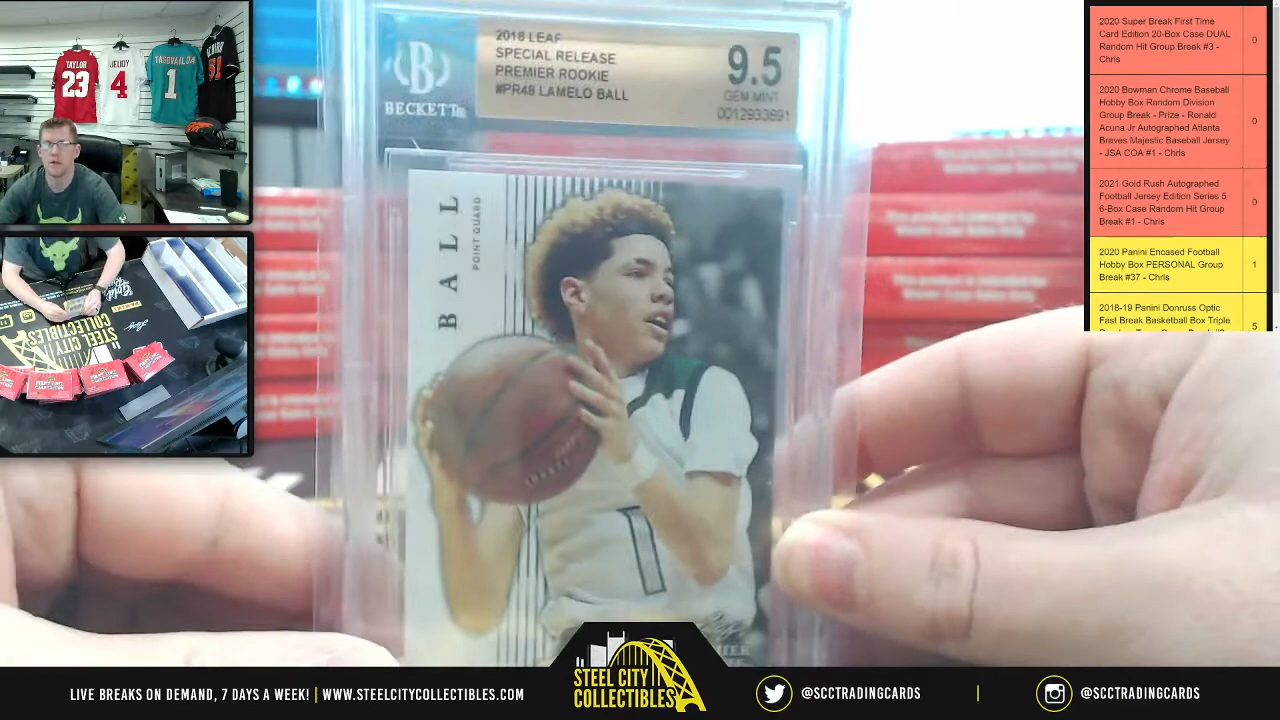 TAYLOR
23
JEUDY
4
TAGOVAILOA
1
51
2018 LEAF
SPECIAL RELEASE
PREMIER ROOKIE
#PR48 LAMELO BALL
9.5
GEM MINT
0012933691
B
BECKETT
BALL
POINT GUARD
1
STEEL CITY
COLLECTIBLES
2020 Super Break First Time
Card Edition 20-Box Case DUAL
Random Hit Group Break #3 -
Chris
0
2020 Bowman Chrome Baseball
Hobby Box Random Division
Group Break - Prize - Ronald
Acuna Jr Autographed Atlanta
Braves Majestic Baseball Jersey
- JSA COA #1 - Chris
0
2021 Gold Rush Autographed
Football Jersey Edition Series 5
6-Box Case Random Hit Group
Break #1 - Chris
0
2020 Panini Encased Football
Hobby Box PERSONAL Group
Break #37 - Chris
1
2018-19 Panini Donruss Optic
Fast Break Basketball Box Triple
5
LIVE BREAKS ON DEMAND, 7 DAYS A WEEK! | WWW.STEELCITYCOLLECTIBLES.COM
STEEL CITY
COLLECTIBLES
@SCCTRADINGCARDS
@SCCTRADINGCARDS